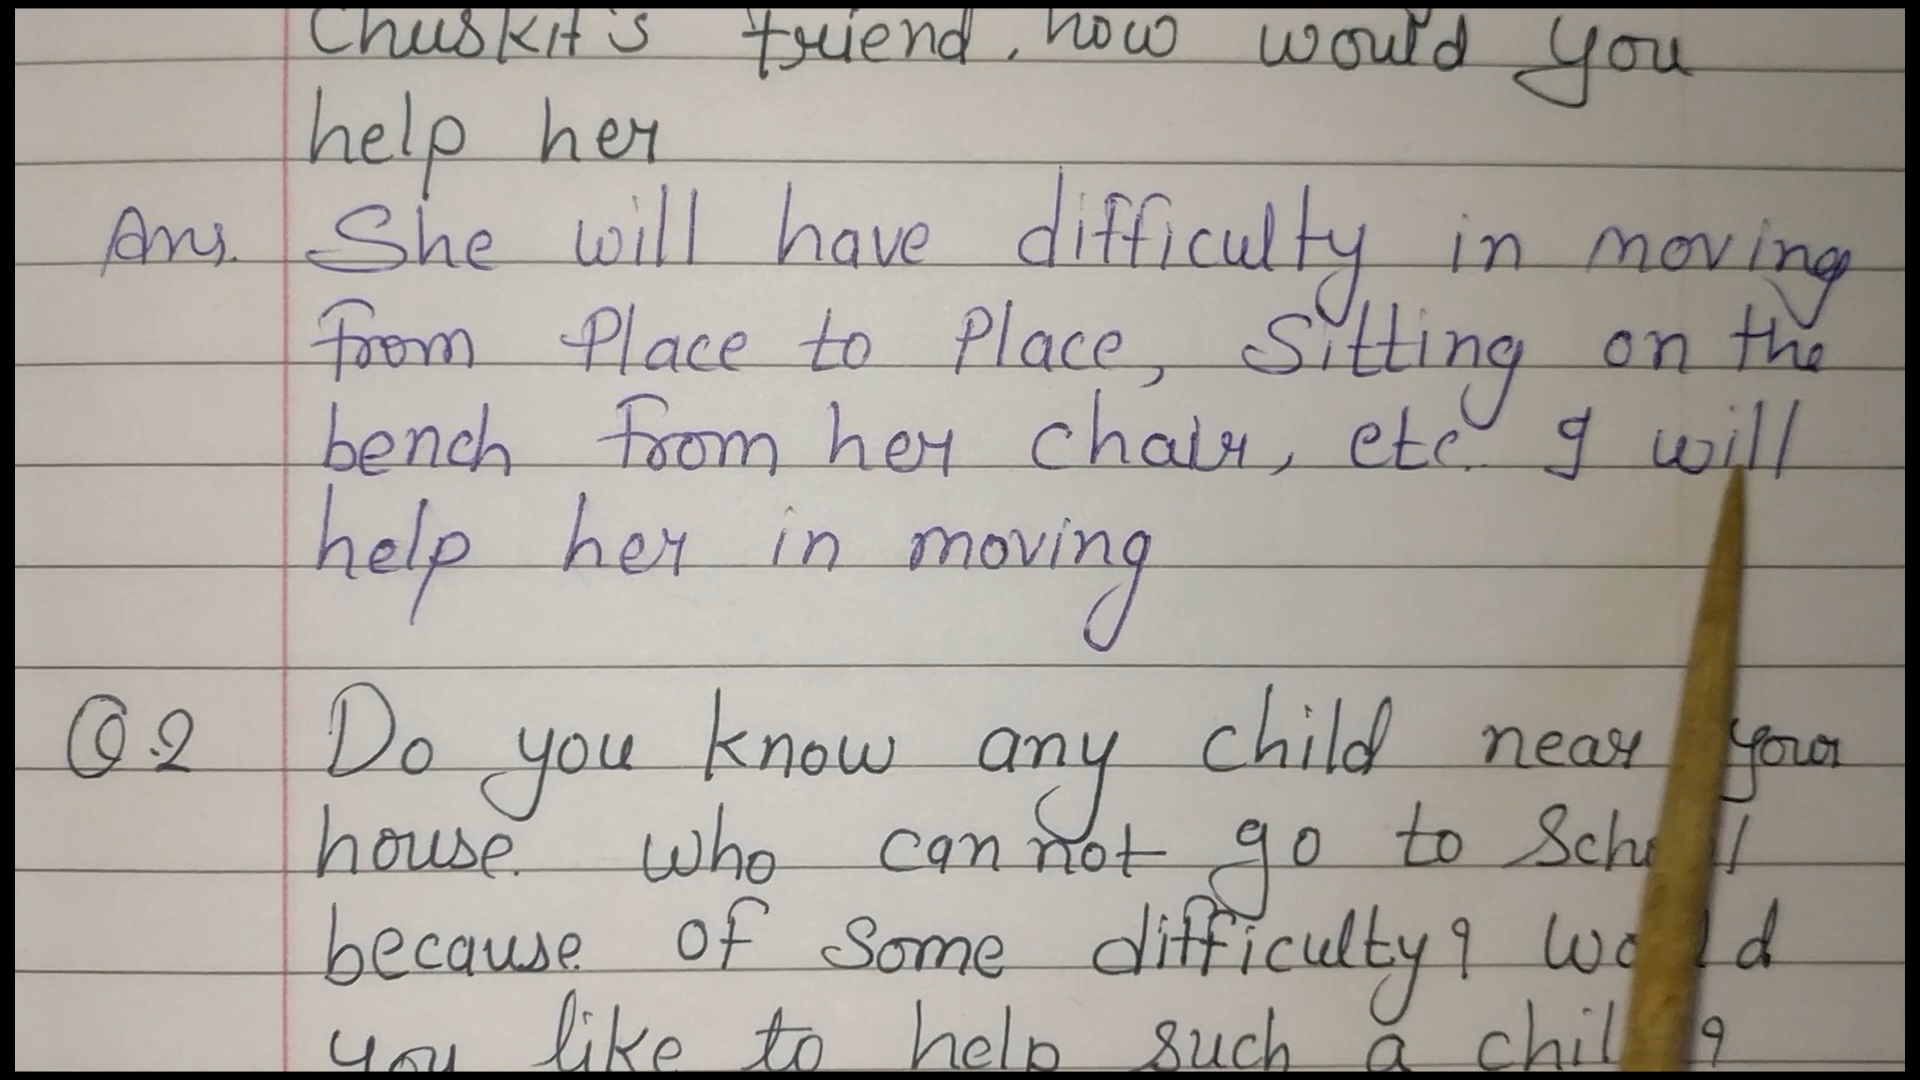 Chuskit's friend, how would you
help her
Ans. She will have difficulty in moving
from Place to Place, Sitting on the
bench from her chair, etc. I will
help her in moving
Q.2 Do you know any child near your
house. who can not go to School
because of some difficulty? Would
you like to help such a child?